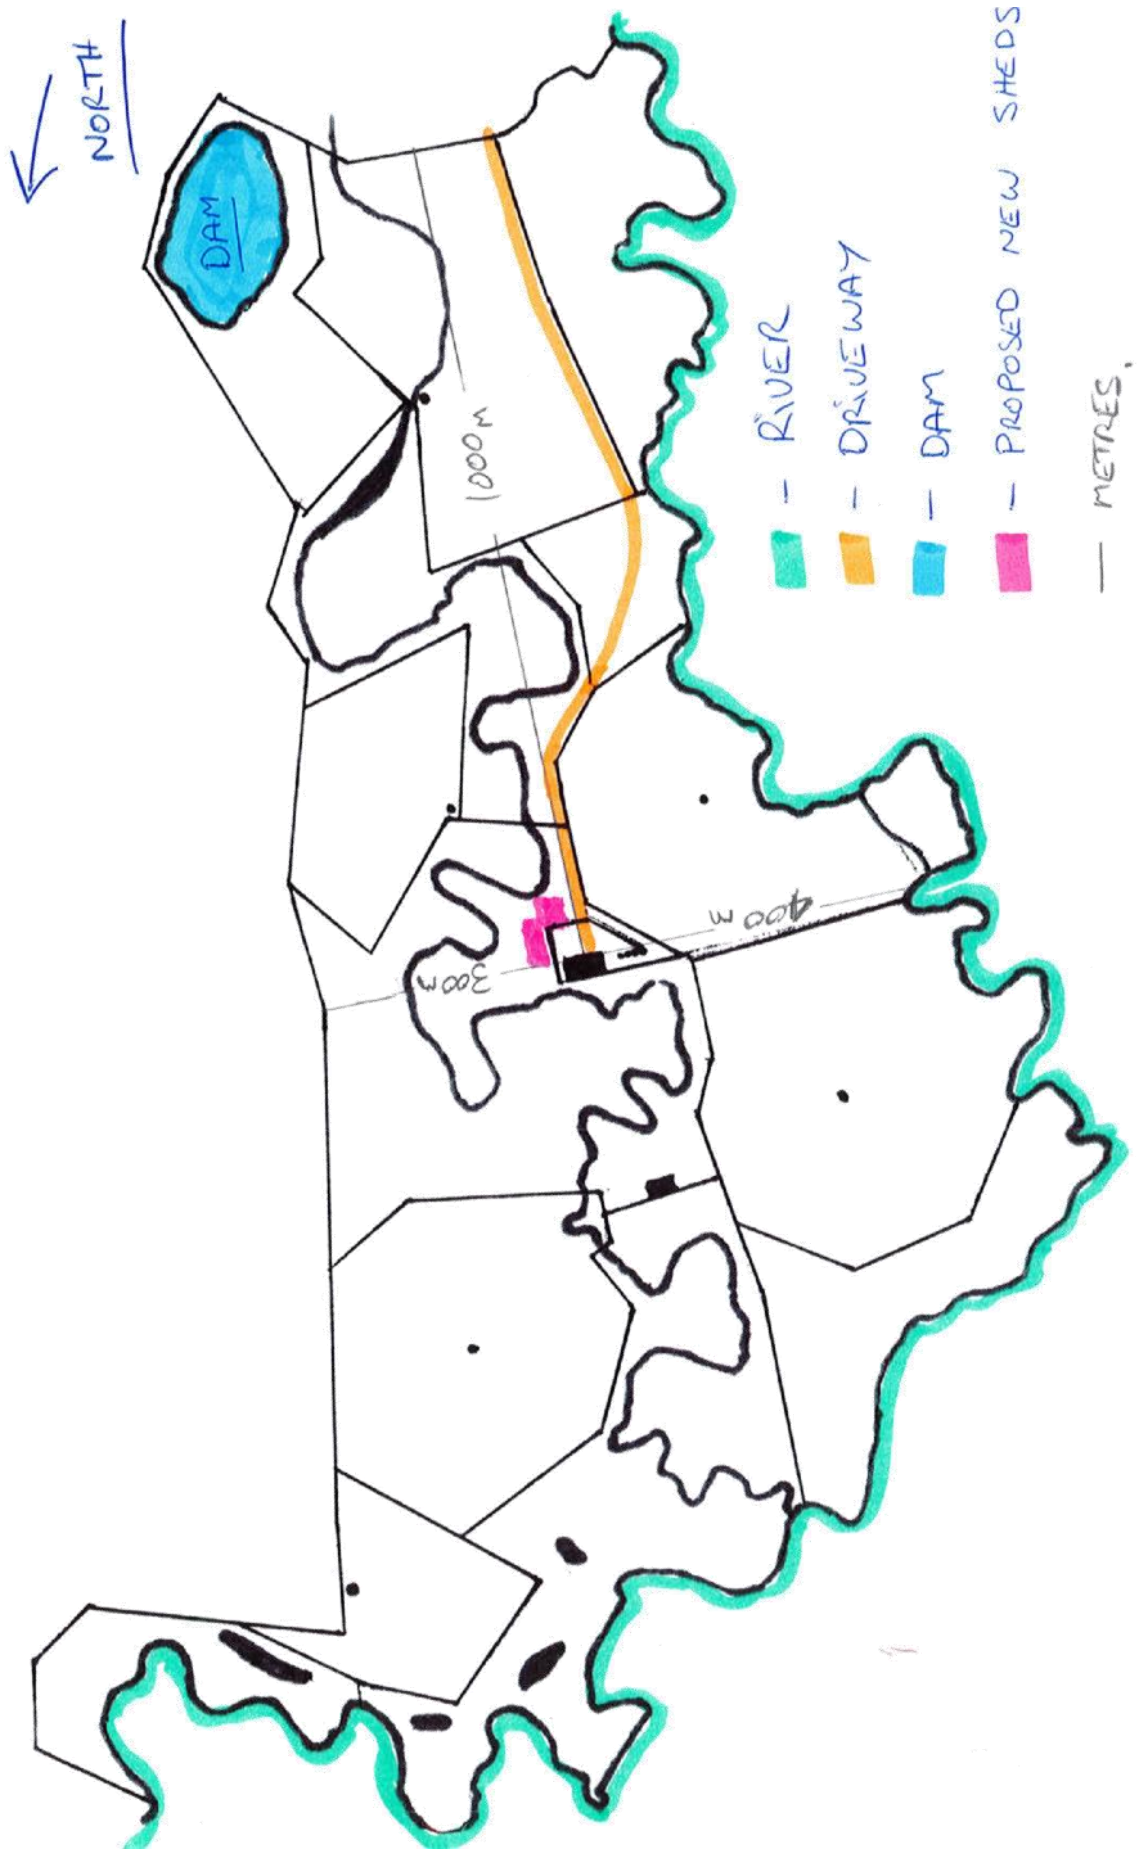 NORTH
DAM
1000m
400m
300m
- RIVER
- DRIVEWAY
- DAM
- PROPOSED NEW SHEDS
— METRES.